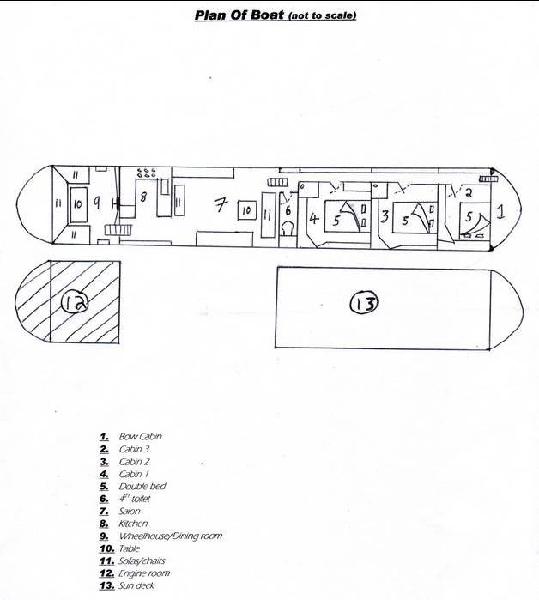 Plan Of Boat (not to scale)
11
10
9
11
11
8
11
7
10
11
6
4
5
3
5
2
5
1
12
13
1. Bow Cabin
2. Cabin 3
3. Cabin 2
4. Cabin 1
5. Double bed
6. 4th toilet
7. Salon
8. Kitchen
9. Wheelhouse/Dining room
10. Table
11. Sofas/chairs
12. Engine room
13. Sun deck